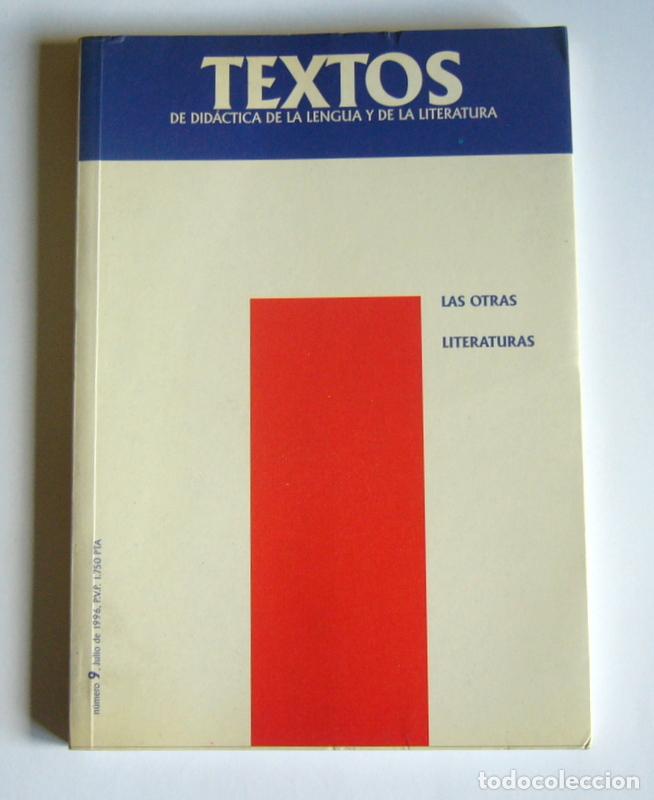 TEXTOS
DE DIDÁCTICA DE LA LENGUA Y DE LA LITERATURA
LAS OTRAS
LITERATURAS
número 9, Julio de 1996, P.V.P. 1.750 PTA
todocoleccion